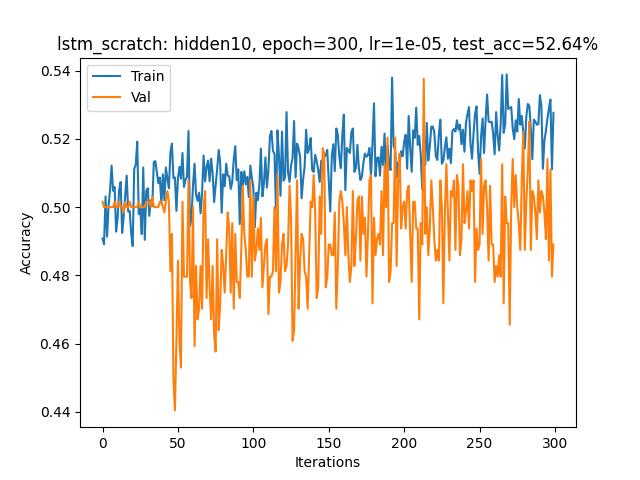 lstm_scratch: hidden10, epoch=300, lr=1e-05, test_acc=52.64%
Train
Val
0.54
0.52
0.50
0.48
0.46
0.44
Accuracy
0 50 100 150 200 250 300
Iterations